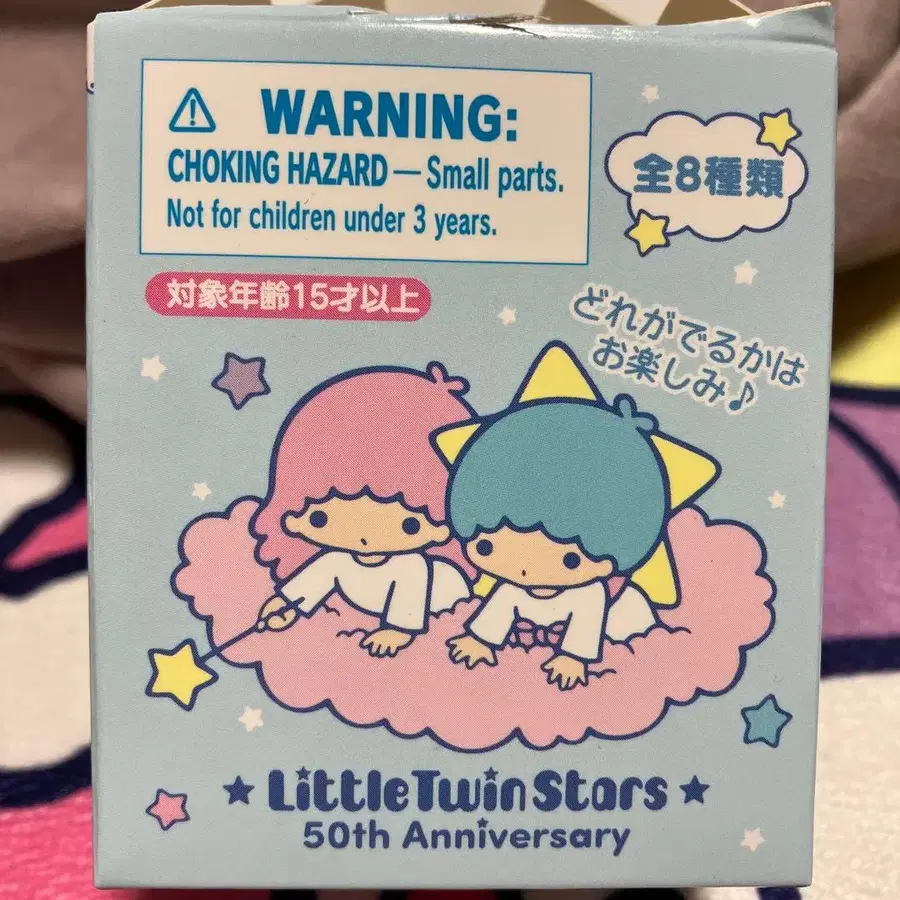 WARNING:
CHOKING HAZARD — Small parts.
Not for children under 3 years.
全8種類
対象年齢15才以上
どれがでるかは
お楽しみ♪
★ LittleTwinStars ★
50th Anniversary